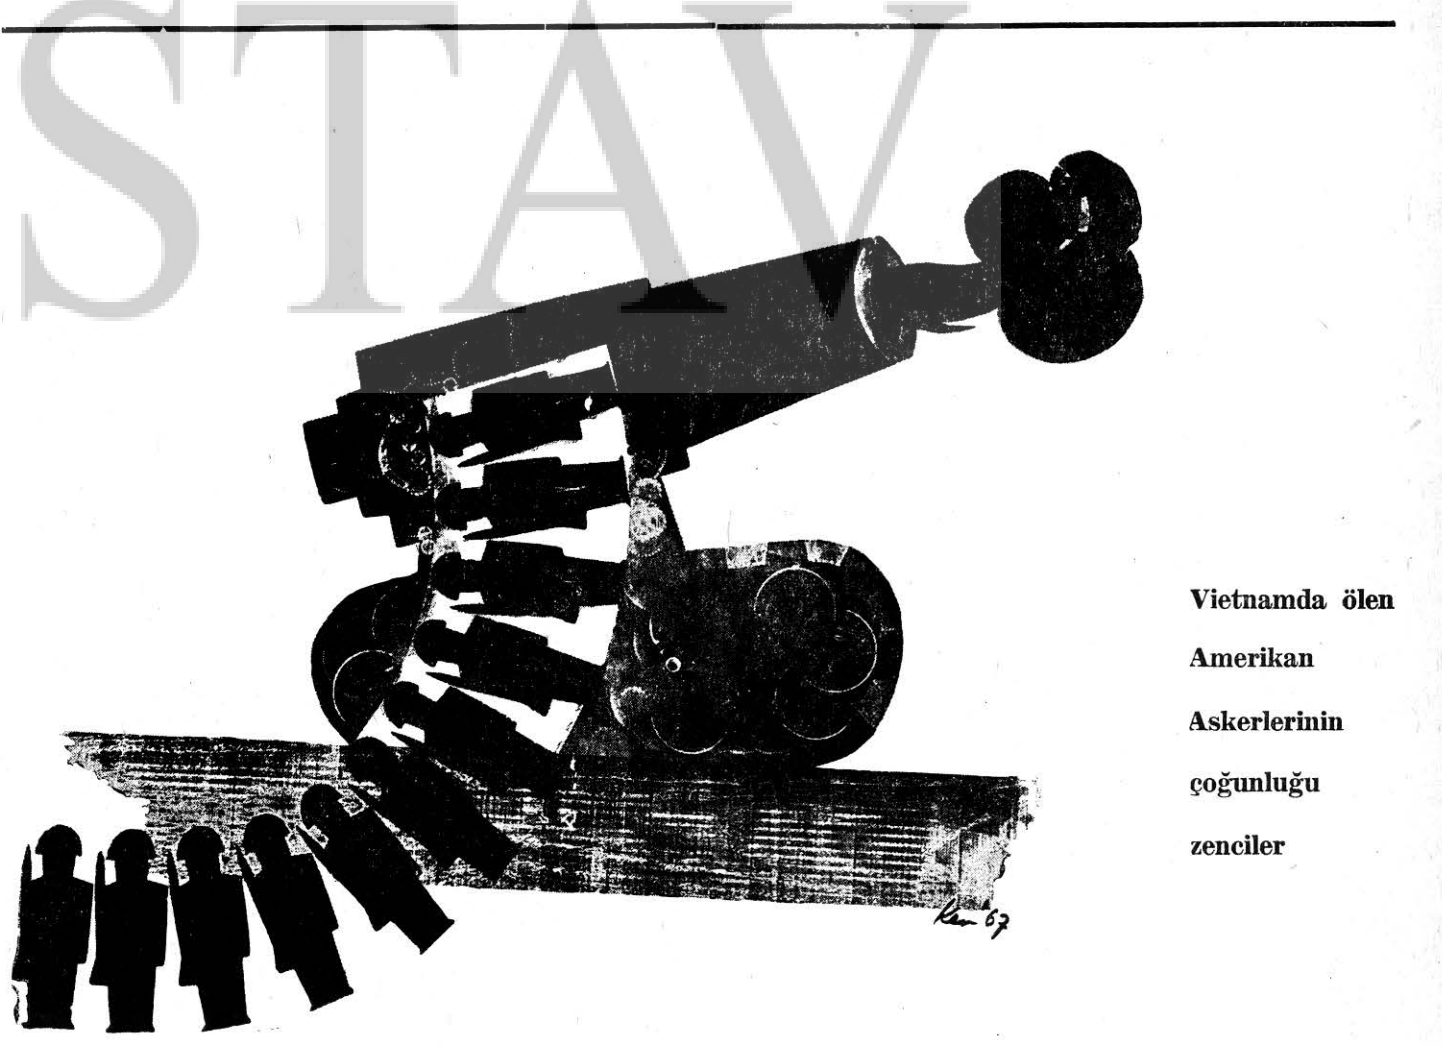 STAV
Vietnamda ölen
Amerikan
Askerlerinin
çoğunluğu
zenciler
Ken '67